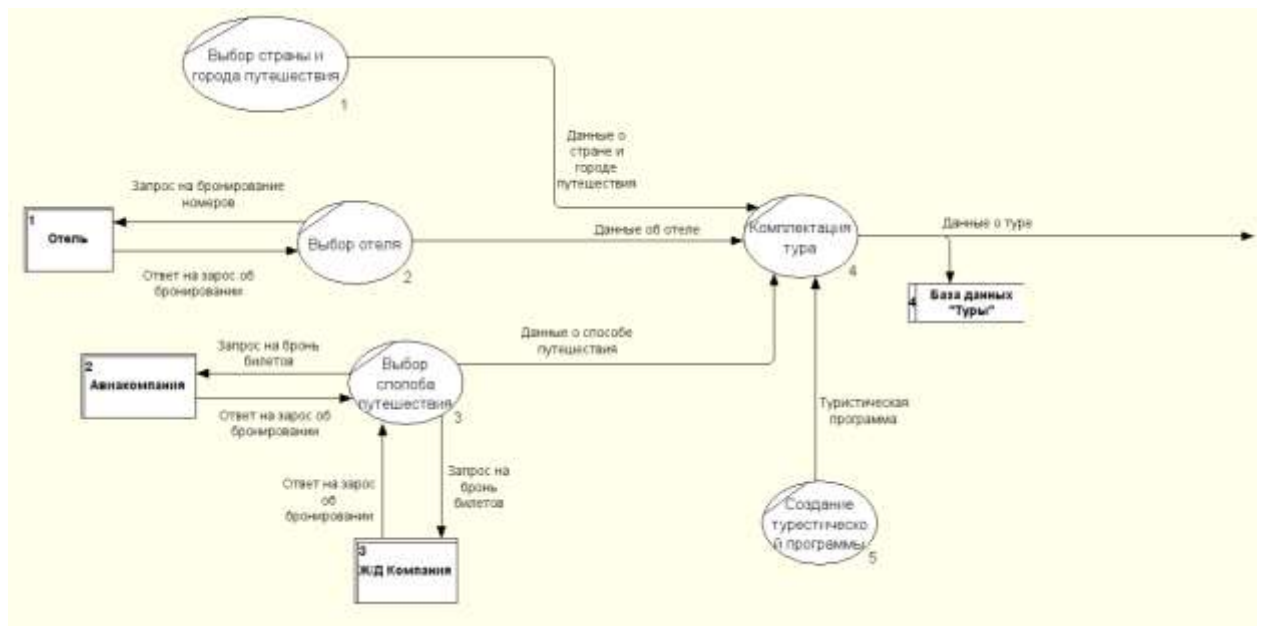 Выбор страны и
города путешествия
1
Данные о
стране и
городе
путешествия
Запрос на бронирование
номеров
1
Отель
Выбор отеля
2
Ответ на зарос об
бронировании
Данные об отеле
Комплектация
тура
4
Данные о туре
4
База данных
"Туры"
Данные о способе
путешествия
Запрос на бронь
билетов
2
Авиакомпания
Выбор
спопоба
путешествия
3
Ответ на зарос об
бронировании
Туристическая
программа
Ответ на зарос
об
бронировании
Запрос на
бронь
билетов
3
Ж/Д Компания
Создание
турестическо
й программы
5